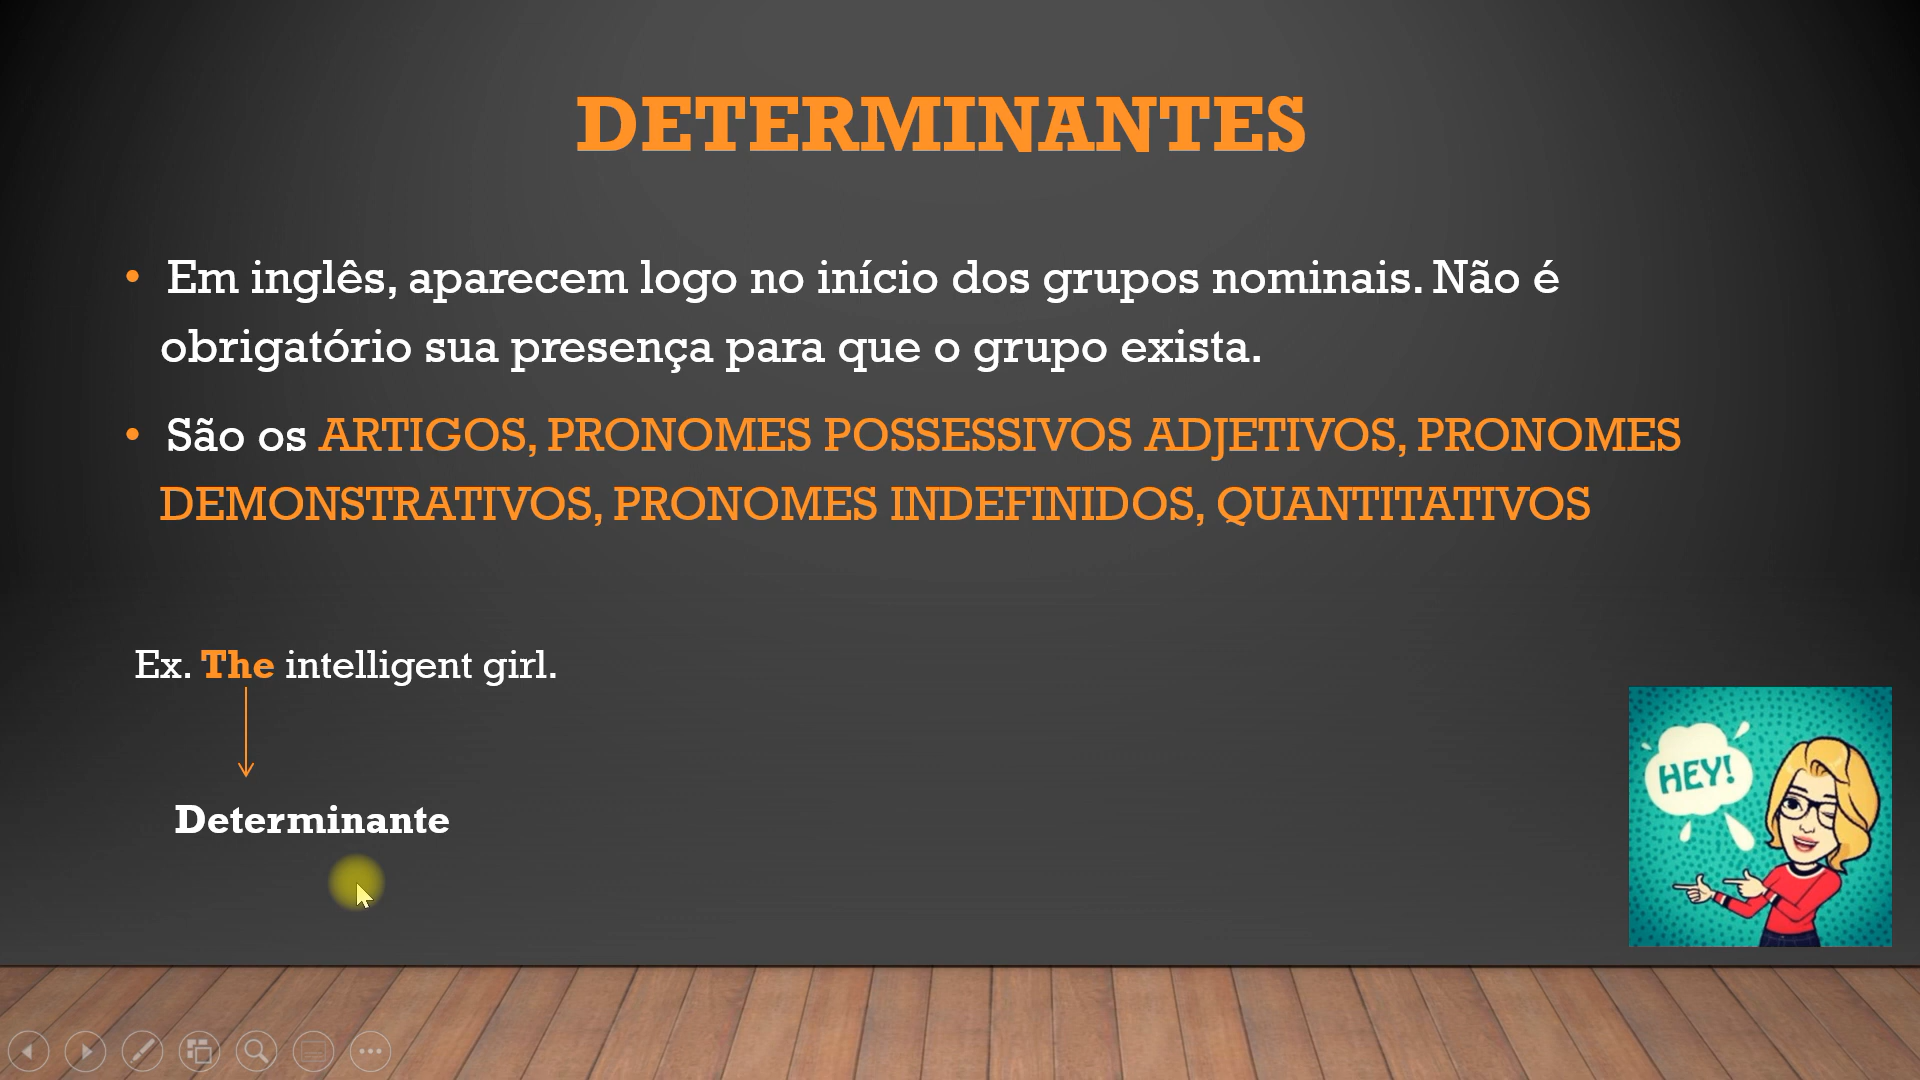 DETERMINANTES
• Em inglês, aparecem logo no início dos grupos nominais. Não é
obrigatório sua presença para que o grupo exista.
• São os ARTIGOS, PRONOMES POSSESSIVOS ADJETIVOS, PRONOMES
DEMONSTRATIVOS, PRONOMES INDEFINIDOS, QUANTITATIVOS
Ex. The intelligent girl.
HEY!
Determinante